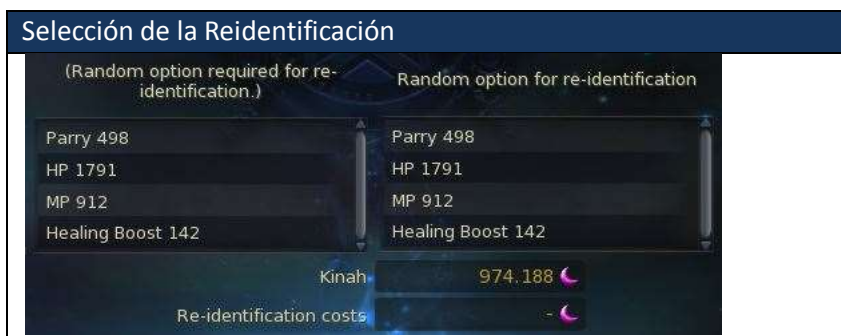 Selección de la Reidentificación
(Random option required for re-
identification.)
Random option for re-identification
Parry 498
HP 1791
MP 912
Healing Boost 142
Parry 498
HP 1791
MP 912
Healing Boost 142
Kinah 974.188
Re-identification costs -